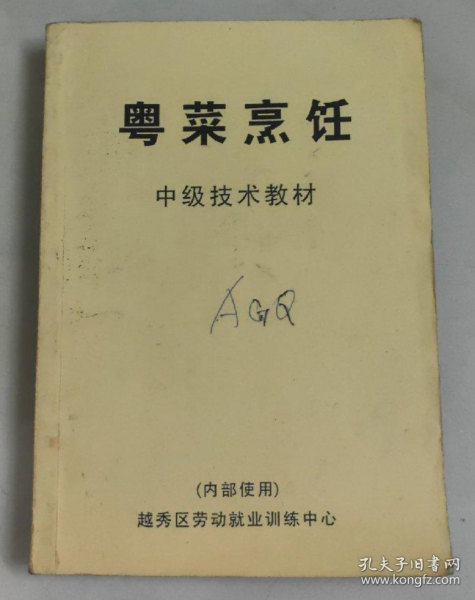 粤菜烹饪
中级技术教材
AGQ
(内部使用)
越秀区劳动就业训练中心
孔夫子旧书网
www.kongfz.com